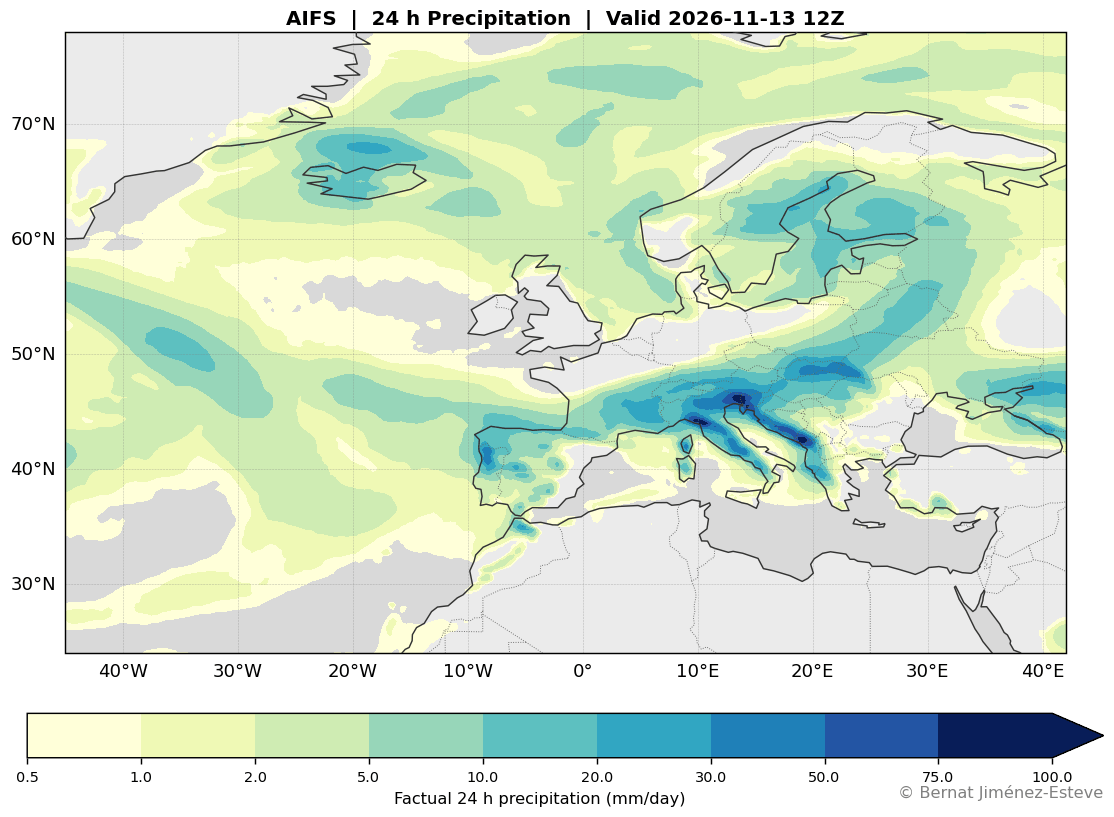 AIFS  |  24 h Precipitation  |  Valid 2026-11-13 12Z
70°N
60°N
50°N
40°N
30°N
40°W 30°W 20°W 10°W 0° 10°E 20°E 30°E 40°E
0.5 1.0 2.0 5.0 10.0 20.0 30.0 50.0 75.0 100.0
Factual 24 h precipitation (mm/day)
© Bernat Jiménez-Esteve